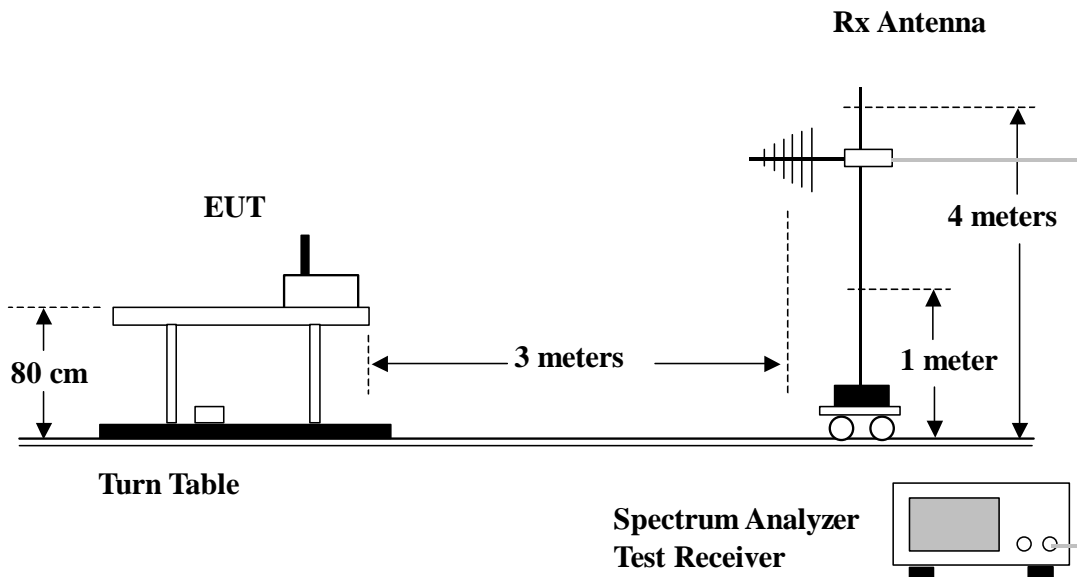 Rx Antenna
EUT
4 meters
3 meters
1 meter
80 cm
Turn Table
Spectrum Analyzer
Test Receiver